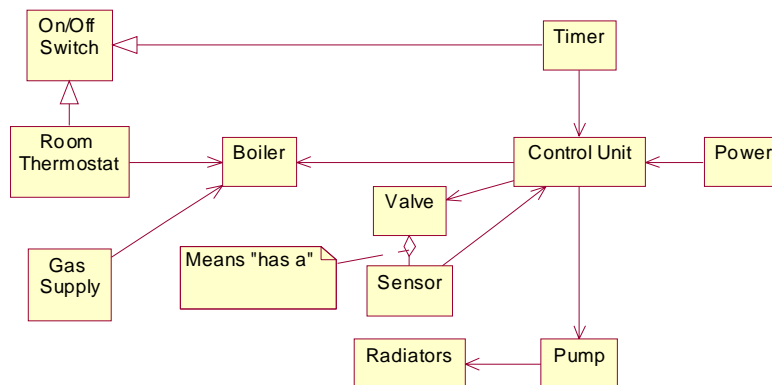 On/Off
Switch
Timer
Room
Thermostat
Boiler
Control Unit
Power
Valve
Means "has a"
Gas
Supply
Sensor
Radiators
Pump